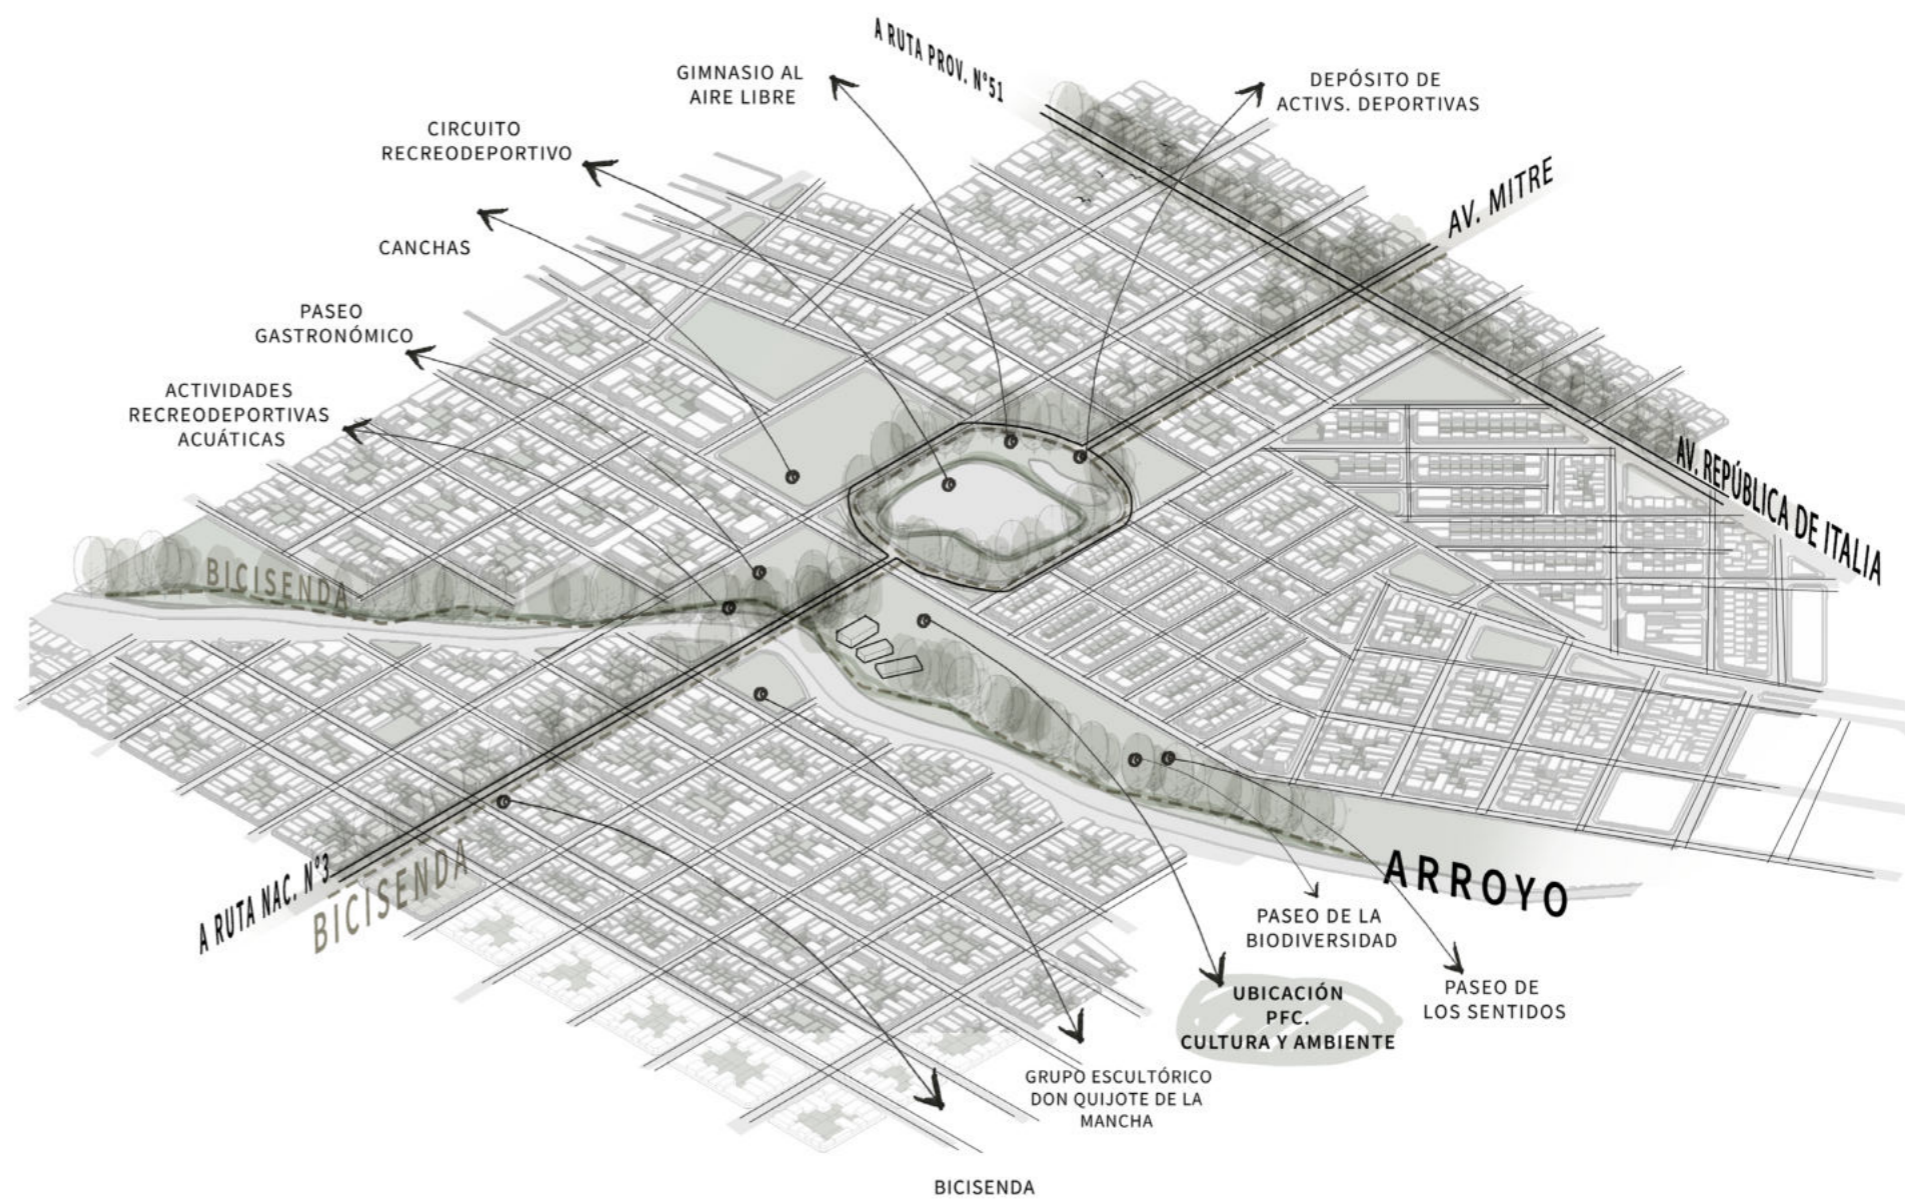 A RUTA PROV. N°51
GIMNASIO AL
AIRE LIBRE
DEPÓSITO DE
ACTIVS. DEPORTIVAS
CIRCUITO
RECREODEPORTIVO
AV. MITRE
CANCHAS
PASEO
GASTRONÓMICO
ACTIVIDADES
RECREODEPORTIVAS
ACUÁTICAS
AV. REPÚBLICA DE ITALIA
BICISENDA
A RUTA NAC. N°3
BICISENDA
ARROYO
PASEO DE LA
BIODIVERSIDAD
PASEO DE
LOS SENTIDOS
UBICACIÓN
PFC.
CULTURA Y AMBIENTE
GRUPO ESCULTÓRICO
DON QUIJOTE DE LA
MANCHA
BICISENDA